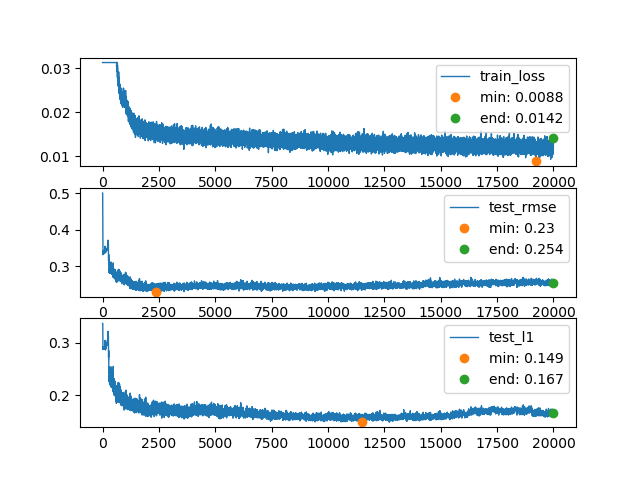 0.03
0.02
0.01
train_loss
min: 0.0088
end: 0.0142
0 2500 5000 7500 10000 12500 15000 17500 20000
0.5
0.4
0.3
test_rmse
min: 0.23
end: 0.254
0 2500 5000 7500 10000 12500 15000 17500 20000
0.3
0.2
test_l1
min: 0.149
end: 0.167
0 2500 5000 7500 10000 12500 15000 17500 20000